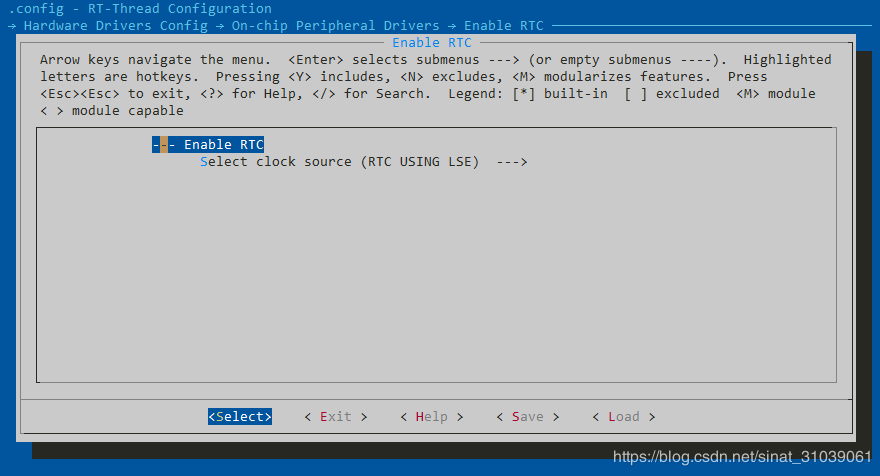 .config - RT-Thread Configuration
→ Hardware Drivers Config → On-chip Peripheral Drivers → Enable RTC
Enable RTC
Arrow keys navigate the menu.  <Enter> selects submenus ---> (or empty submenus ----).  Highlighted
letters are hotkeys.  Pressing <Y> includes, <N> excludes, <M> modularizes features.  Press
<Esc><Esc> to exit, <?> for Help, </> for Search.  Legend: [*] built-in  [ ] excluded  <M> module
< > module capable
--- Enable RTC
Select clock source (RTC USING LSE)  --->
<Select>    < Exit >    < Help >    < Save >    < Load >
https://blog.csdn.net/sinat_31039061